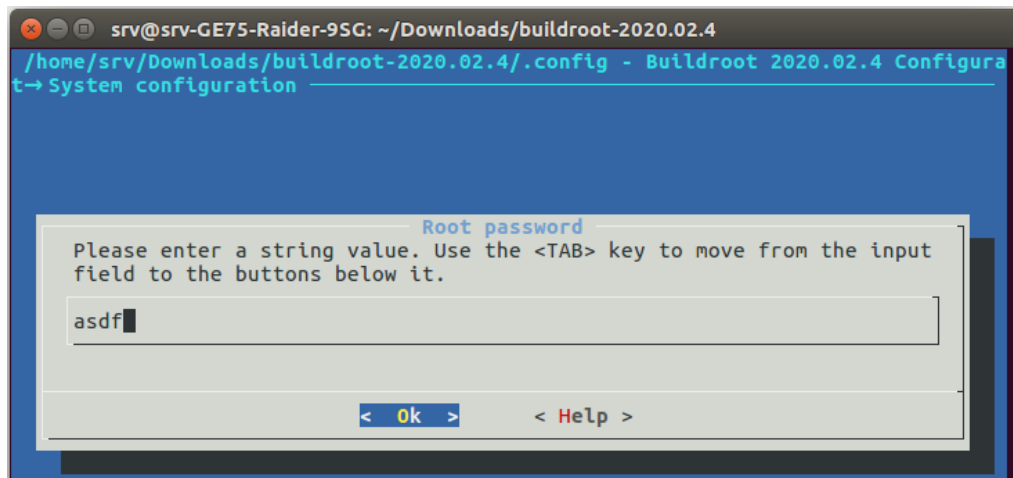 srv@srv-GE75-Raider-9SG: ~/Downloads/buildroot-2020.02.4
/home/srv/Downloads/buildroot-2020.02.4/.config - Buildroot 2020.02.4 Configura
t→ System configuration
Root password
Please enter a string value. Use the <TAB> key to move from the input
field to the buttons below it.
asdf
< Ok > < Help >